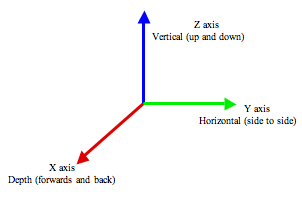 Z axis
Vertical (up and down)
Y axis
Horizontal (side to side)
X axis
Depth (forwards and back)